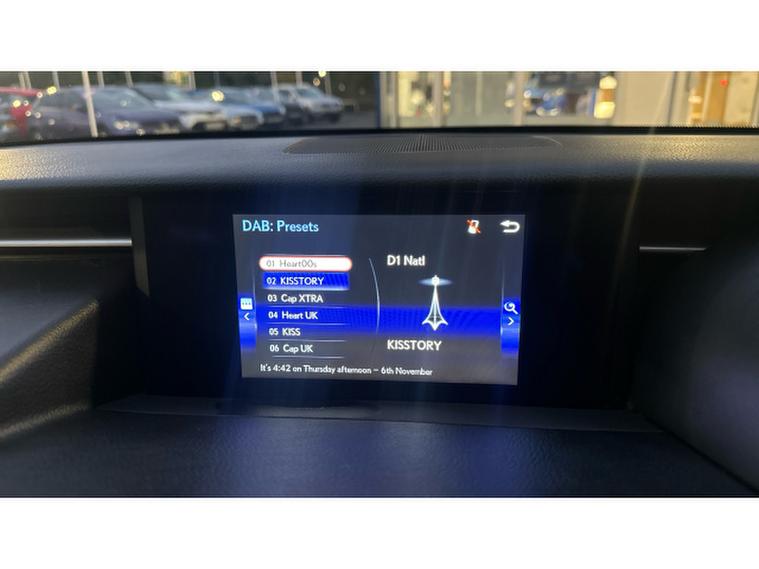 DAB: Presets
01 Heart00s
02 KISSTORY
03 Cap XTRA
04 Heart UK
05 KISS
06 Cap UK
D1 Natl
KISSTORY
It's 4:42 on Thursday afternoon - 6th November